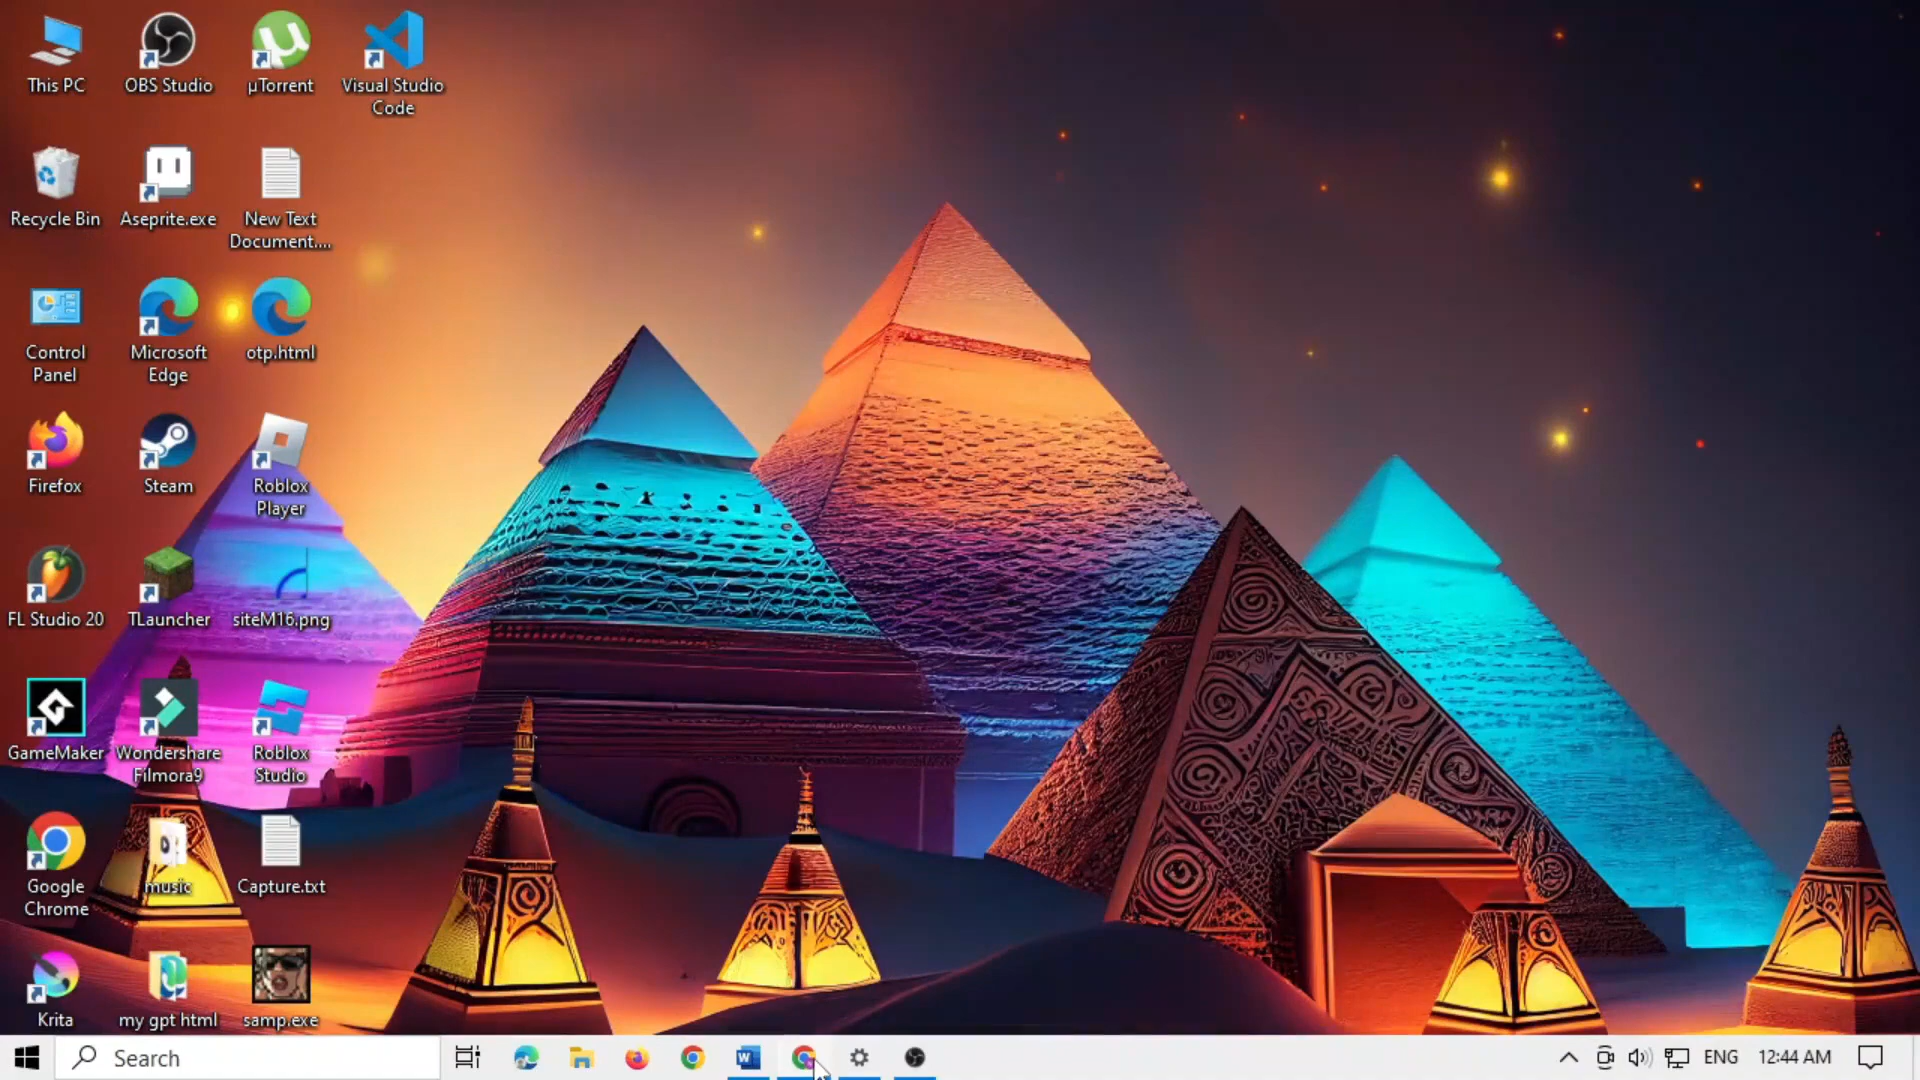 This PC
OBS Studio
µTorrent
Visual Studio
Code
Recycle Bin
Aseprite.exe
New Text
Document....
Control
Panel
Microsoft
Edge
otp.html
Firefox
Steam
Roblox
Player
FL Studio 20
TLauncher
siteM16.png
GameMaker
Wondershare
Filmora9
Roblox
Studio
Google
Chrome
music
Capture.txt
Krita
my gpt html
samp.exe
Search
ENG
12:44 AM